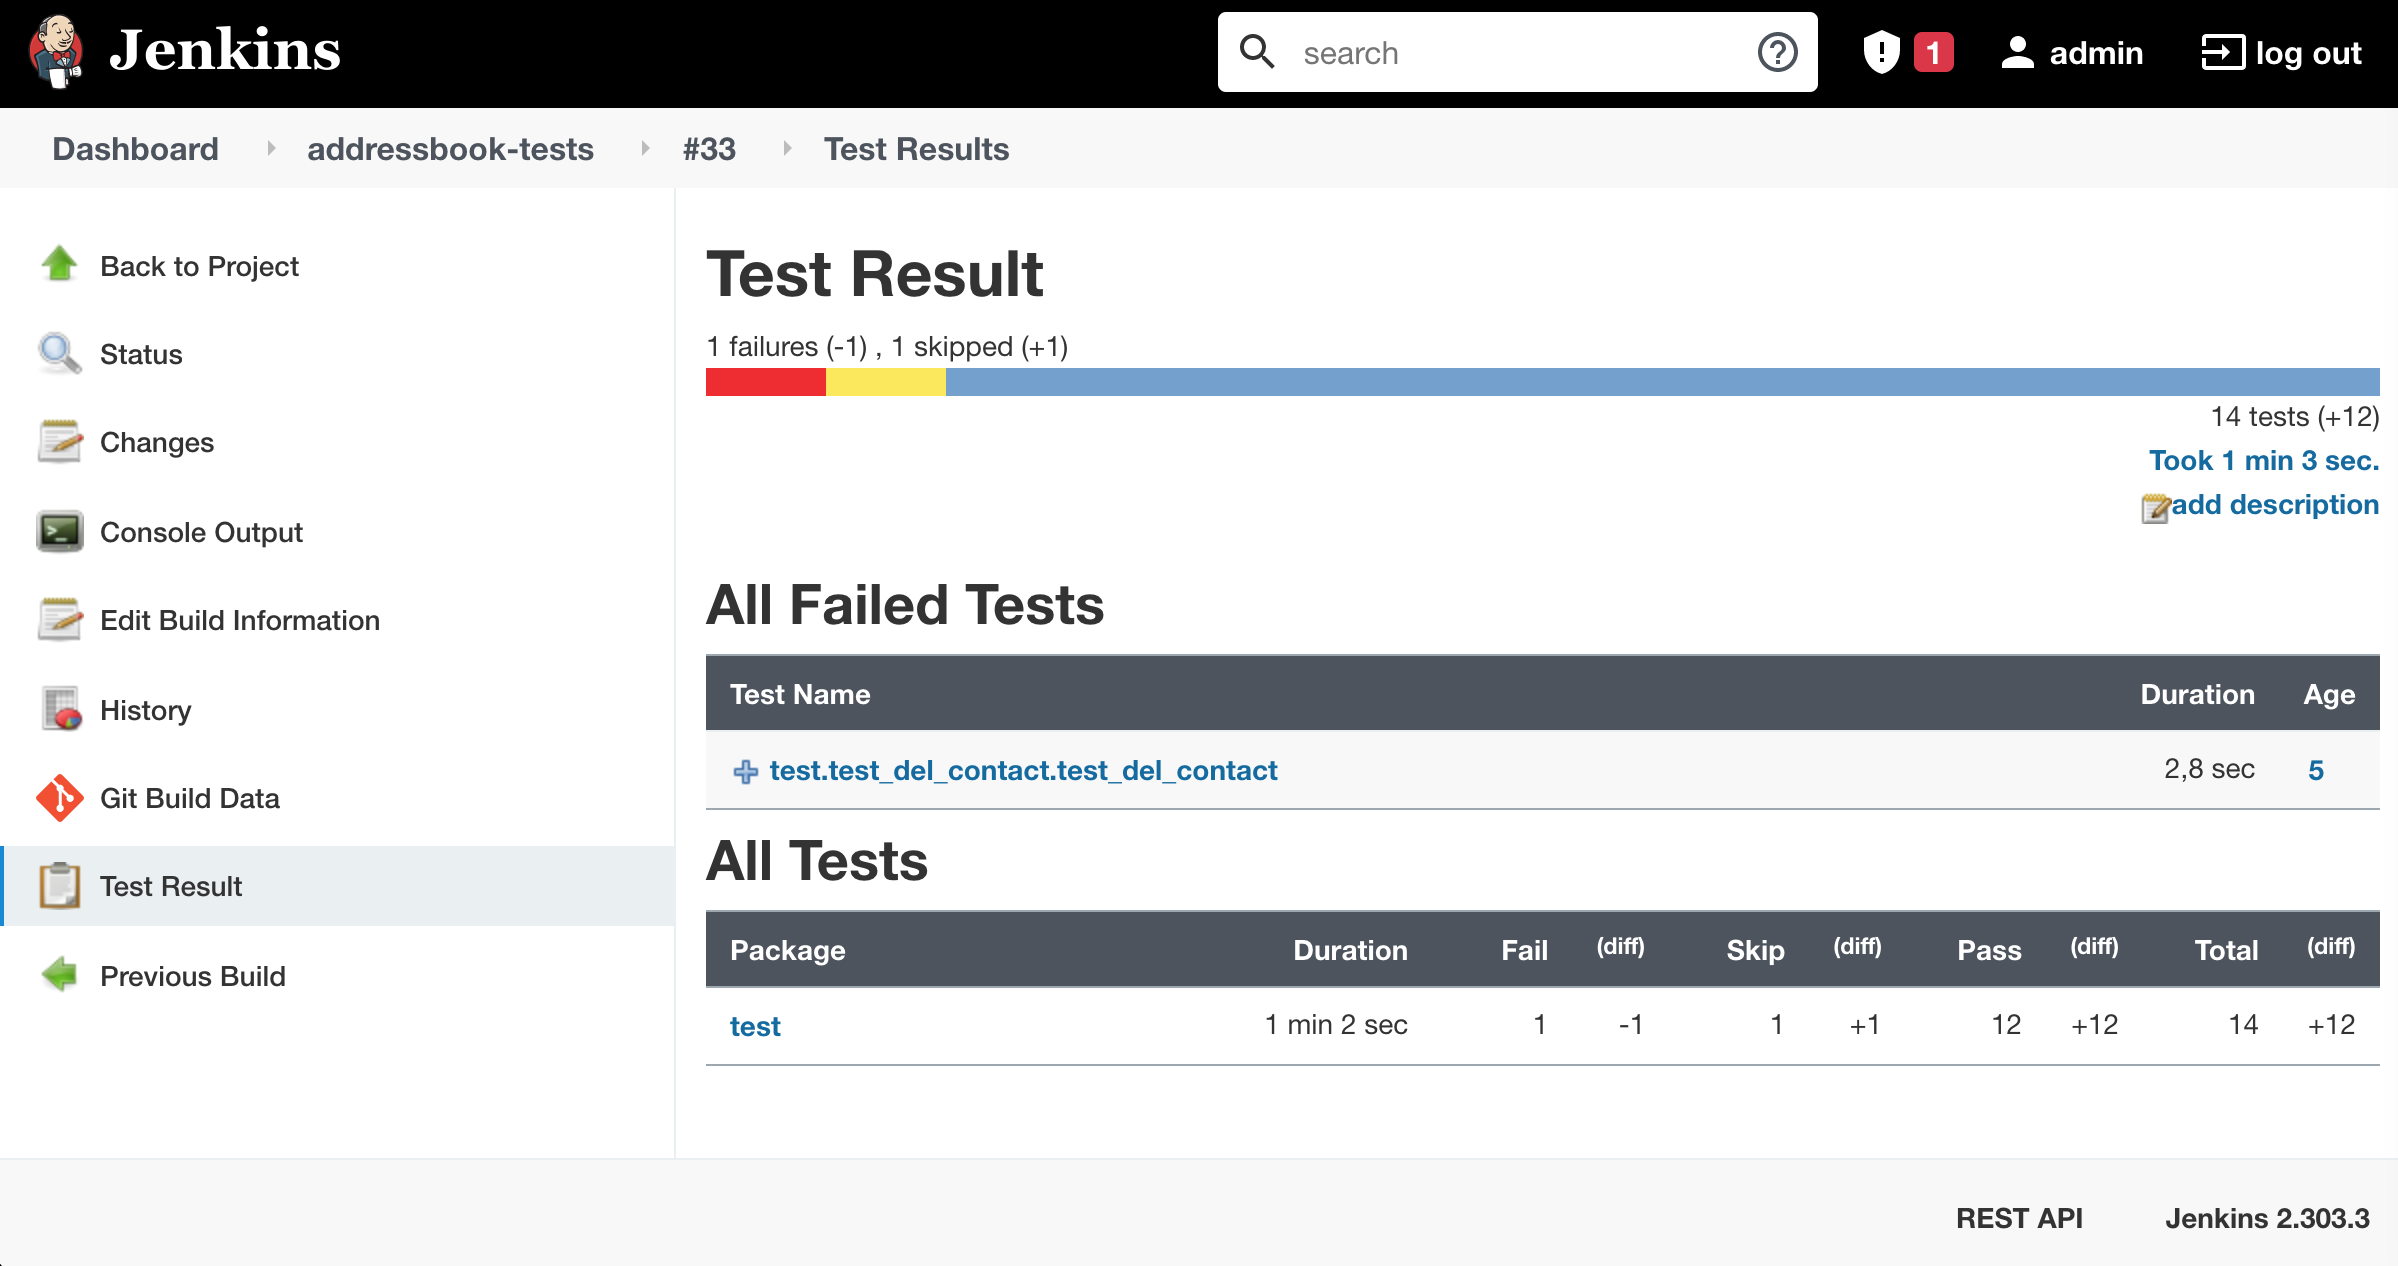 Jenkins
search
1
admin
log out
Dashboard
addressbook-tests
#33
Test Results
Back to Project
Status
Changes
Console Output
Edit Build Information
History
Git Build Data
Test Result
Previous Build
Test Result
1 failures (-1) , 1 skipped (+1)
14 tests (+12)
Took 1 min 3 sec.
add description
All Failed Tests
Test Name Duration Age
test.test_del_contact.test_del_contact 2,8 sec 5
All Tests
Package Duration Fail (diff) Skip (diff) Pass (diff) Total (diff)
test 1 min 2 sec 1 -1 1 +1 12 +12 14 +12
REST API
Jenkins 2.303.3